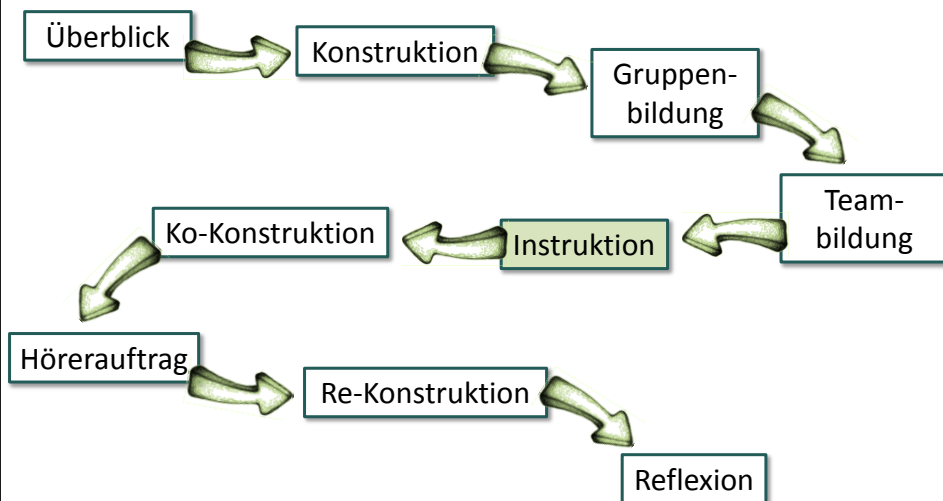 Überblick
Konstruktion
Gruppen-
bildung
Team-
bildung
Instruktion
Ko-Konstruktion
Hörerauftrag
Re-Konstruktion
Reflexion